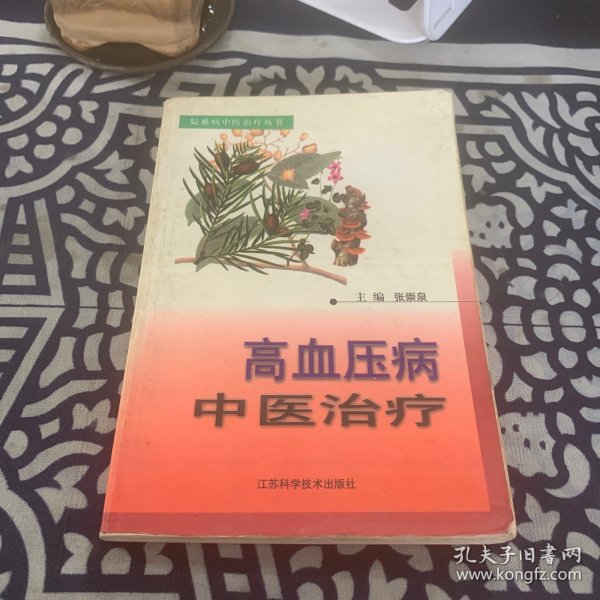 疑难病中医治疗丛书
主编 张崇泉
高血压病
中医治疗
江苏科学技术出版社
孔夫子旧书网
www.kongfz.com